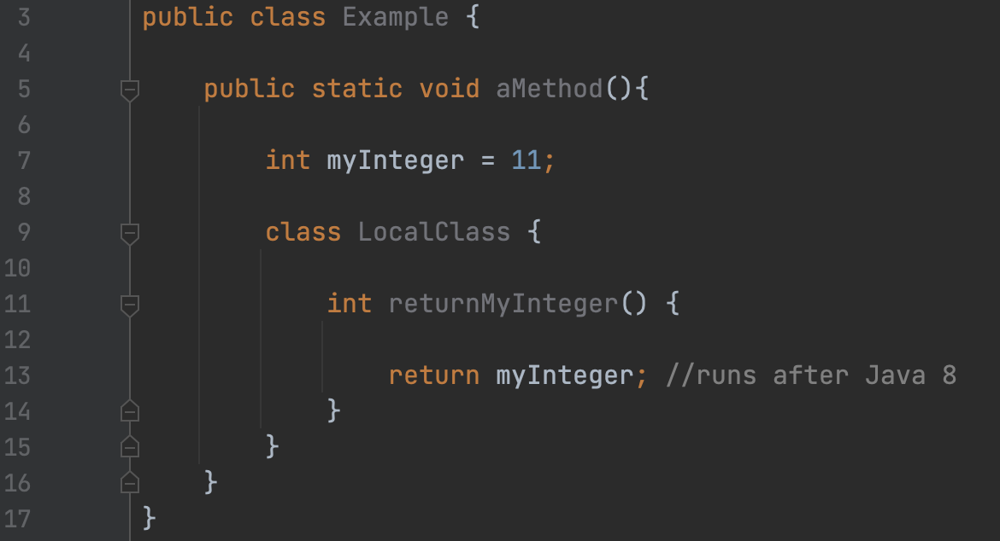 3 public class Example {
4
5     public static void aMethod(){
6
7         int myInteger = 11;
8
9         class LocalClass {
10
11             int returnMyInteger() {
12
13                 return myInteger; //runs after Java 8
14             }
15         }
16     }
17 }